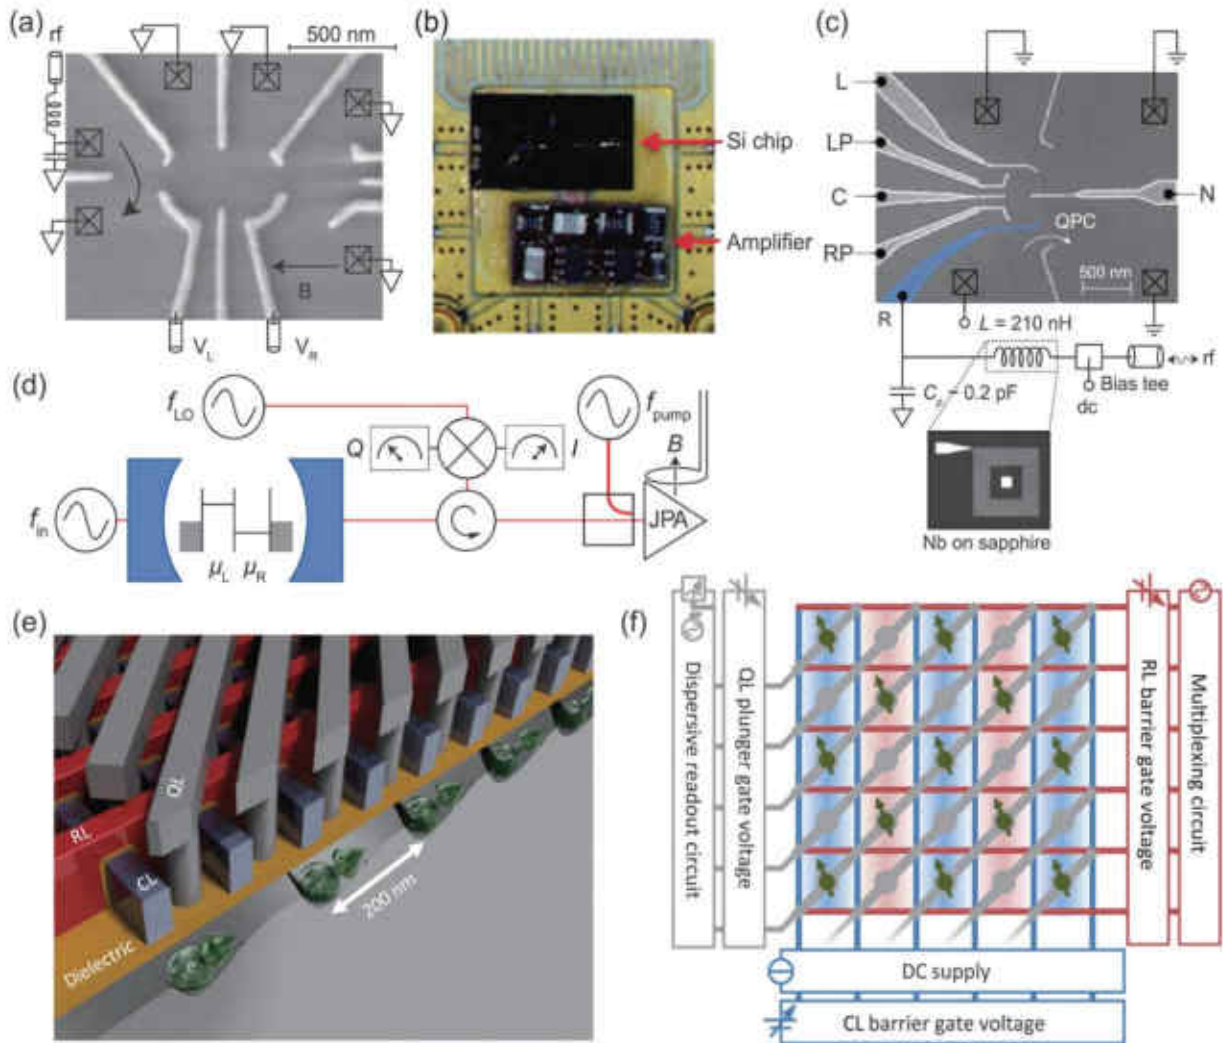 (a)
rf
500 nm
B
V_L
V_R
(b)
Si chip
Amplifier
(c)
L
LP
C
RP
R
N
QPC
500 nm
L = 210 nH
C_p = 0.2 pF
Bias tee
rf
dc
Nb on sapphire
(d)
f_LO
f_pump
Q
I
B
f_in
μ_L
μ_R
JPA
(e)
QL
RL
CL
200 nm
Dielectric
(f)
Dispersive readout circuit
QL plunger gate voltage
RL barrier gate voltage
Multiplexing circuit
DC supply
CL barrier gate voltage